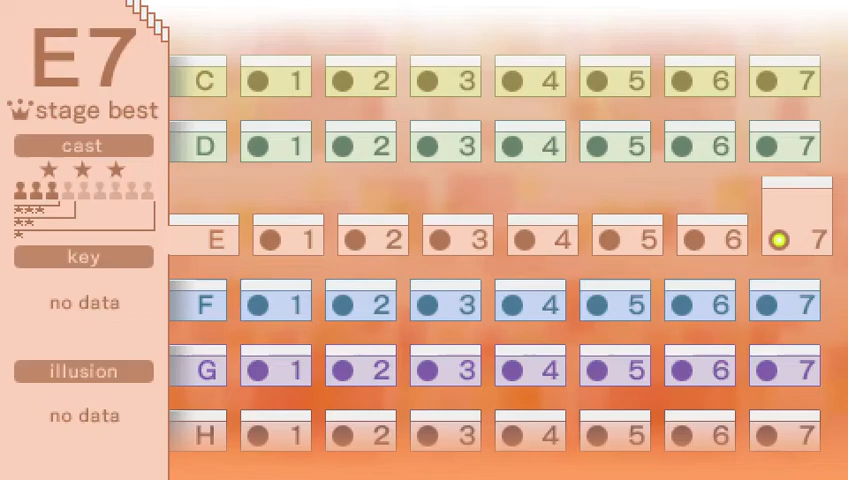 E7
stage best
cast
★ ★ ★
★★★
★★
★
key
no data
illusion
no data
C 1 2 3 4 5 6 7
D 1 2 3 4 5 6 7
E 1 2 3 4 5 6 7
F 1 2 3 4 5 6 7
G 1 2 3 4 5 6 7
H 1 2 3 4 5 6 7